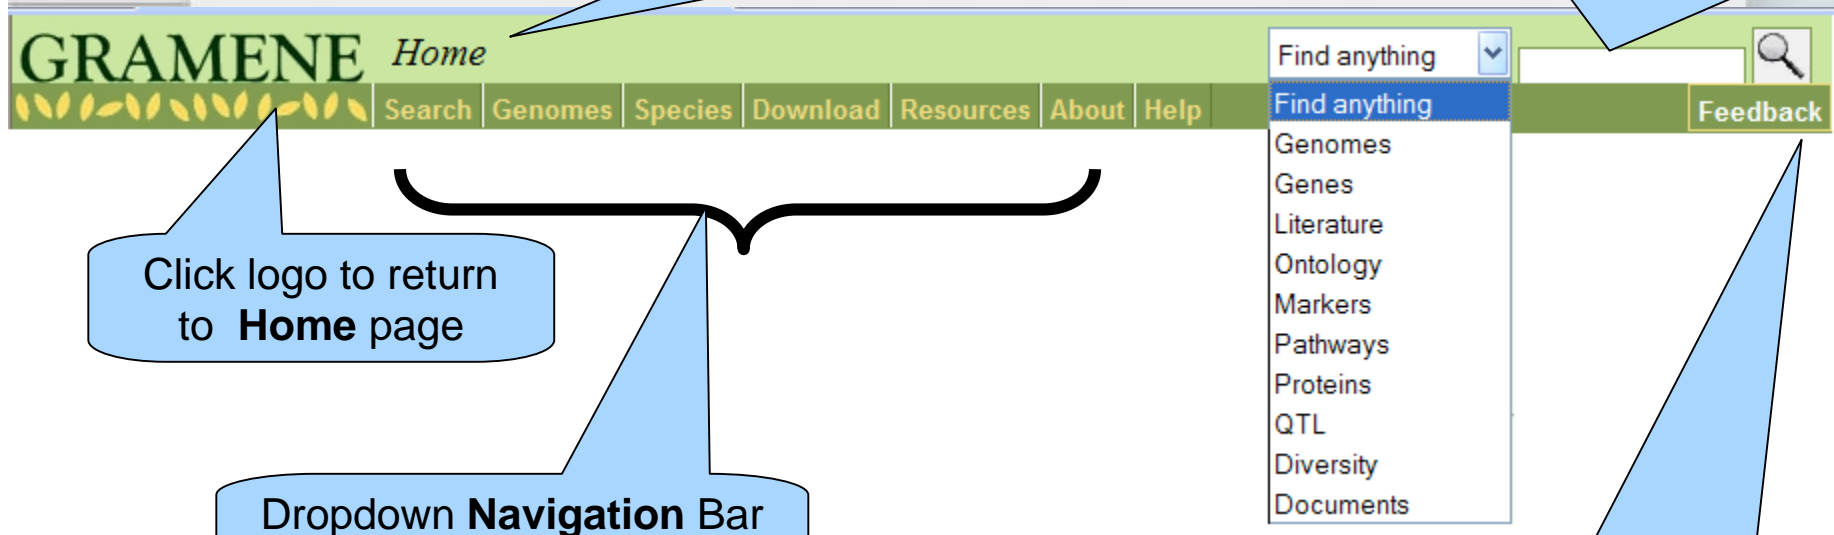 GRAMENE Home Find anything
Search Genomes Species Download Resources About Help Find anything Feedback
Genomes
Genes
Literature
Ontology
Markers
Pathways
Proteins
QTL
Diversity
Documents
Click logo to return
to Home page
Dropdown Navigation Bar